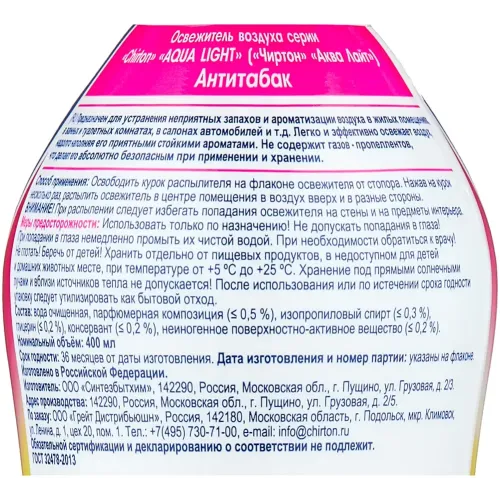 Освежитель воздуха серии
«Chirton» «AQUA LIGHT» («Чиртон» «Аква Лайт»)
Антитабак
Предназначен для устранения неприятных запахов и ароматизации воздуха в жилых помещениях,
в ванных и туалетных комнатах, в салонах автомобилей и т.д. Легко и эффективно освежает воздух,
наполняя его приятными стойкими ароматами. Не содержит газов - пропеллентов,
что делает его абсолютно безопасным при применении и хранении.
Способ применения: Освободить курок распылителя на флаконе освежителя от стопора. Нажав на курок
несколько раз, распылить освежитель в центре помещения в воздух вверх и в разные стороны.
ВНИМАНИЕ! При распылении следует избегать попадания освежителя на стены и на предметы интерьера.
Меры предосторожности: Использовать только по назначению! Не допускать попадания в глаза!
При попадании в глаза немедленно промыть их чистой водой. При необходимости обратиться к врачу!
Не глотать! Беречь от детей! Хранить отдельно от пищевых продуктов, в недоступном для детей
и домашних животных месте, при температуре от +5 °С до +25 °С. Хранение под прямыми солнечными
лучами и вблизи источников тепла не допускается! После использования или по истечении срока годности
упаковку следует утилизировать как бытовой отход.
Состав: вода очищенная, парфюмерная композиция (≤ 0,5 %), изопропиловый спирт (≤ 0,3 %),
глицерин (≤ 0,2 %), консервант (≤ 0,2 %), неионогенное поверхностно-активное вещество (≤ 0,2 %).
Номинальный объём: 400 мл
Срок годности: 36 месяцев от даты изготовления. Дата изготовления и номер партии: указаны на флаконе.
Изготовлено в Российской Федерации.
Изготовитель: ООО «Синтезбытхим», 142290, Россия, Московская обл., г. Пущино, ул. Грузовая, д. 2/3.
Адрес производства: 142290, Россия, Московская обл., г. Пущино, ул. Грузовая, д. 2/5.
По заказу: ООО «Грейт Дистрибьюшн», Россия, 142180, Московская обл., г. Подольск, мкр. Климовск,
ул. Ленина, д. 1, цех 20, пом. 1. Тел.: +7(495) 730-71-00, e-mail: info@chirton.ru
Обязательной сертификации и декларированию о соответствии не подлежит.
ГОСТ 32478-2013